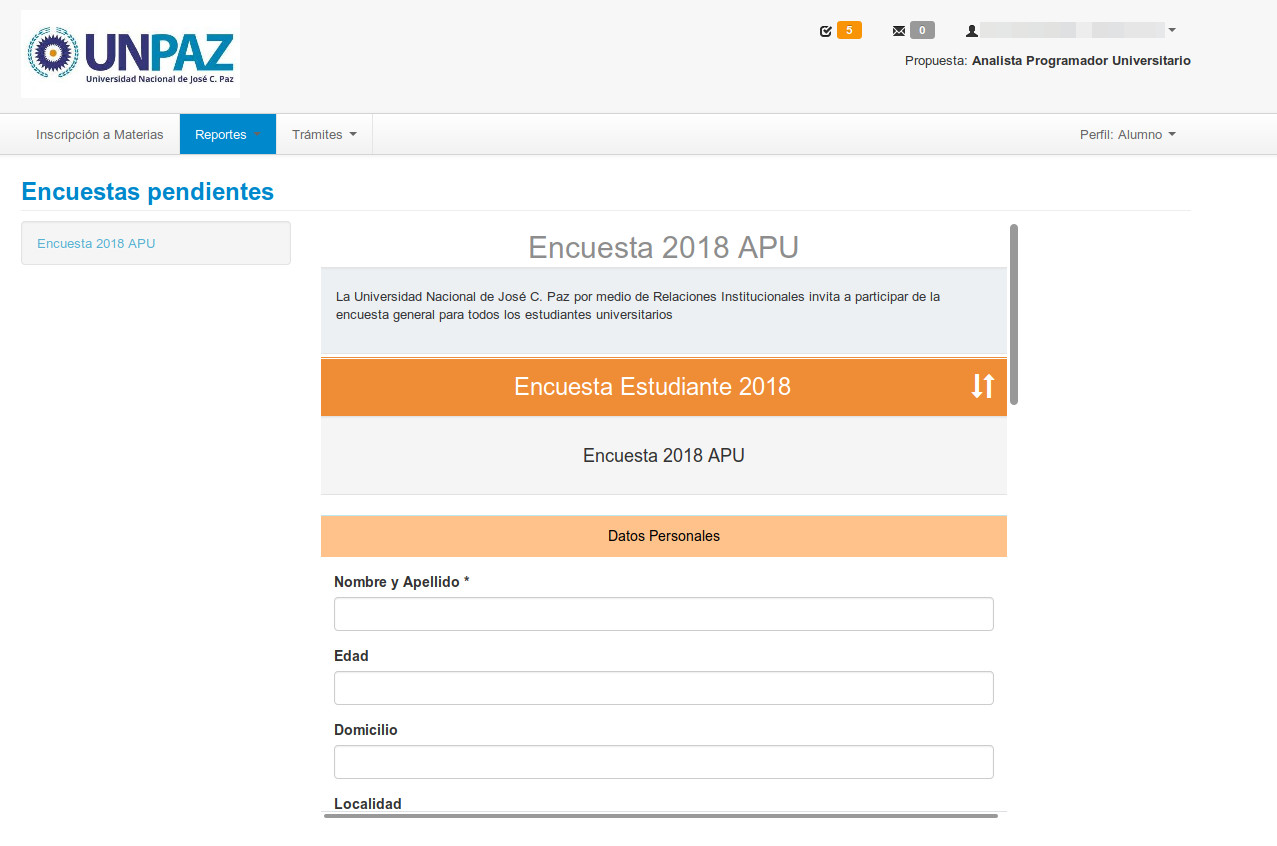 UNPAZ
Universidad Nacional de José C. Paz
5
0
Propuesta: Analista Programador Universitario
Inscripción a Materias
Reportes
Trámites
Perfil: Alumno
Encuestas pendientes
Encuesta 2018 APU
Encuesta 2018 APU
La Universidad Nacional de José C. Paz por medio de Relaciones Institucionales invita a participar de la
encuesta general para todos los estudiantes universitarios
Encuesta Estudiante 2018
Encuesta 2018 APU
Datos Personales
Nombre y Apellido *
Edad
Domicilio
Localidad